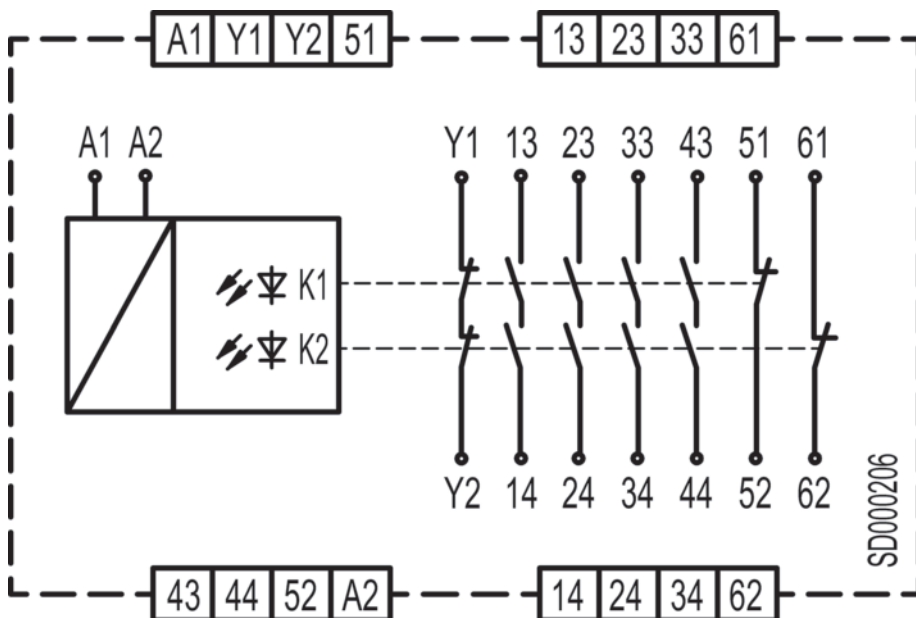 A1 Y1 Y2 51 13 23 33 61
A1 A2 Y1 13 23 33 43 51 61
K1
K2
Y2 14 24 34 44 52 62
SD000206
43 44 52 A2 14 24 34 62